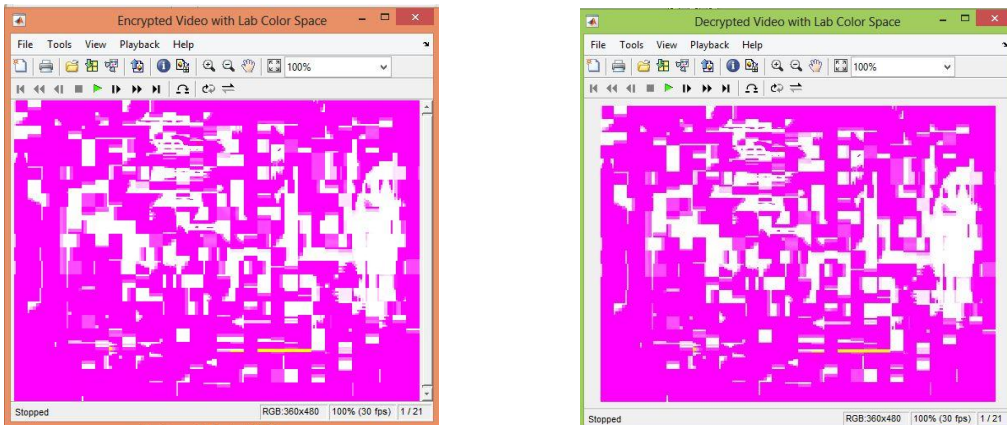 Encrypted Video with Lab Color Space
File Tools View Playback Help
100%
Stopped RGB:360x480 100% (30 fps) 1 / 21
Decrypted Video with Lab Color Space
File Tools View Playback Help
100%
Stopped RGB:360x480 100% (30 fps) 1 / 21